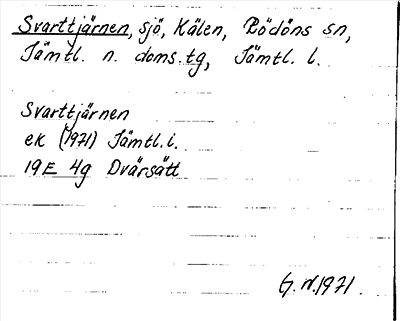 Svarttjärnen, sjö, Kälen, Rödöns sn,
Jämtl. n. doms.tg, Jämtl. l.
Svarttjärnen
ek (1971) Jämtl.i.
19E 4g Dvärsätt
G.N.1971.